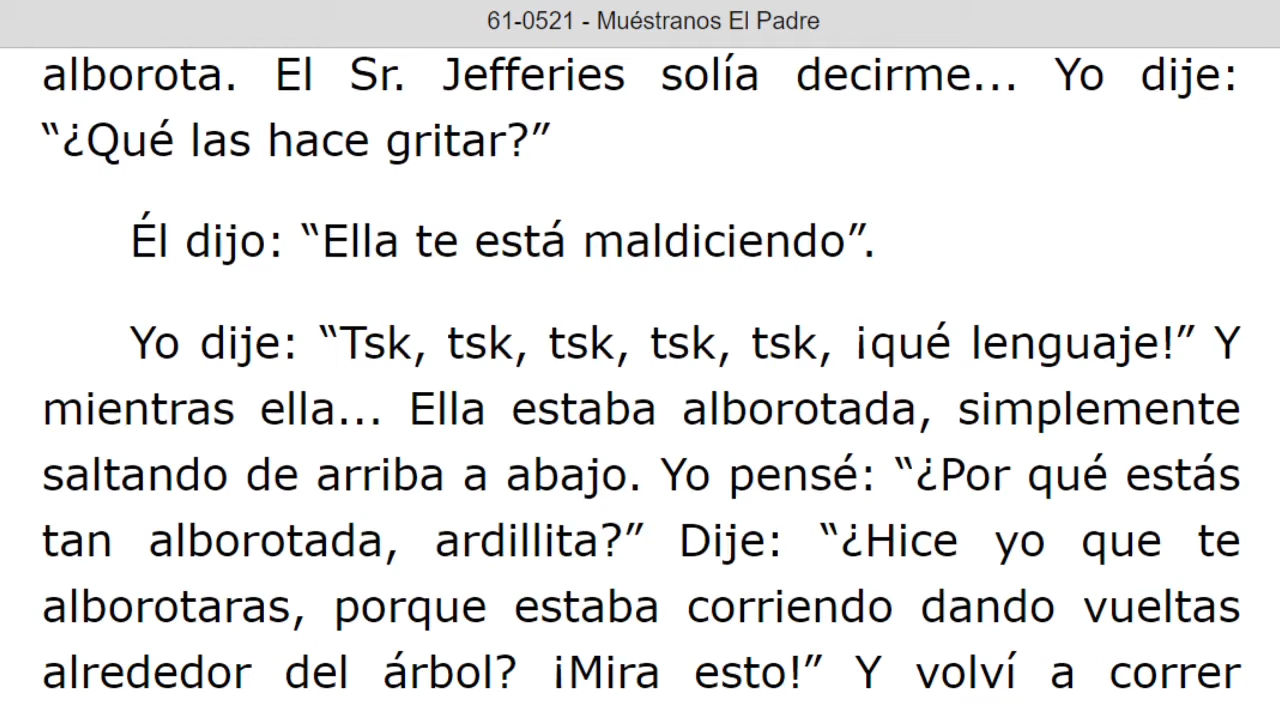 61-0521 - Muéstranos El Padre
alborota. El Sr. Jefferies solía decirme... Yo dije:
“¿Qué las hace gritar?”
Él dijo: “Ella te está maldiciendo”.
Yo dije: “Tsk, tsk, tsk, tsk, tsk, ¡qué lenguaje!” Y
mientras ella... Ella estaba alborotada, simplemente
saltando de arriba a abajo. Yo pensé: “¿Por qué estás
tan alborotada, ardillita?” Dije: “¿Hice yo que te
alborotaras, porque estaba corriendo dando vueltas
alrededor del árbol? ¡Mira esto!” Y volví a correr